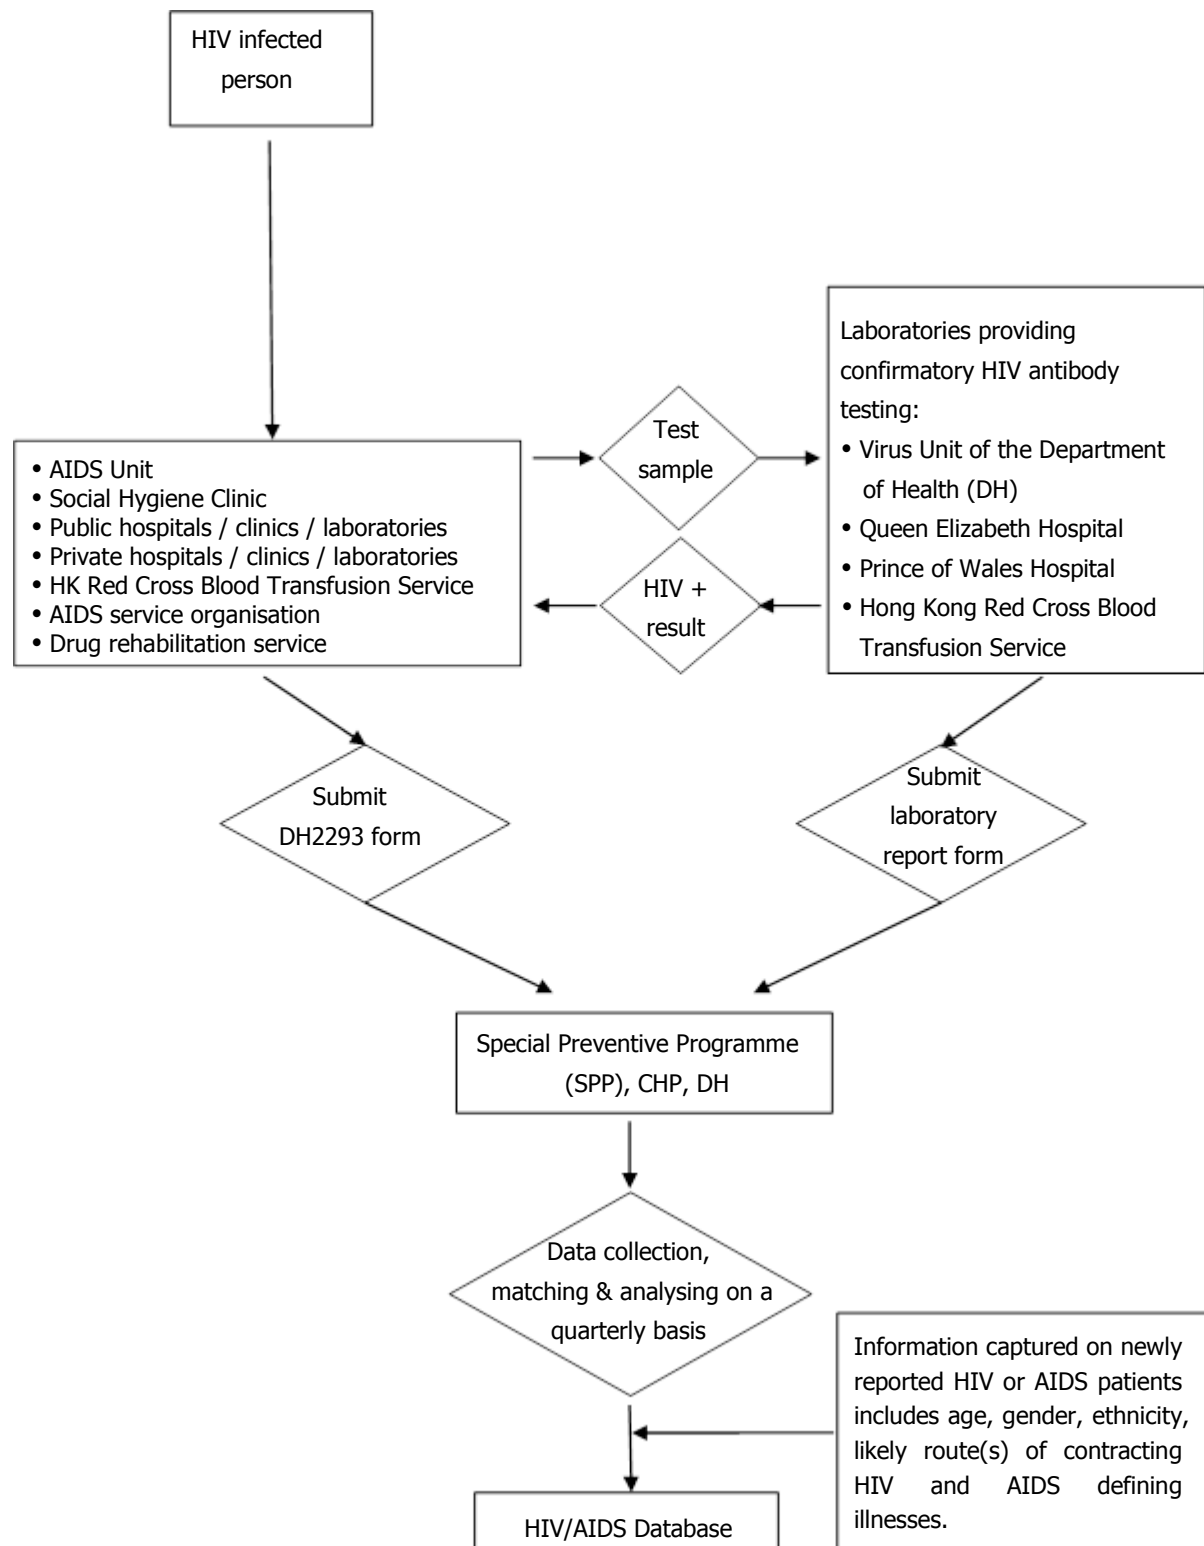 HIV infected
person
Laboratories providing
confirmatory HIV antibody
testing:
• Virus Unit of the Department
of Health (DH)
• Queen Elizabeth Hospital
• Prince of Wales Hospital
• Hong Kong Red Cross Blood
Transfusion Service
Test
sample
HIV +
result
• AIDS Unit
• Social Hygiene Clinic
• Public hospitals / clinics / laboratories
• Private hospitals / clinics / laboratories
• HK Red Cross Blood Transfusion Service
• AIDS service organisation
• Drug rehabilitation service
Submit
DH2293 form
Submit
laboratory
report form
Special Preventive Programme
(SPP), CHP, DH
Data collection,
matching & analysing on a
quarterly basis
Information captured on newly
reported HIV or AIDS patients
includes age, gender, ethnicity,
likely route(s) of contracting
HIV and AIDS defining
illnesses.
HIV/AIDS Database